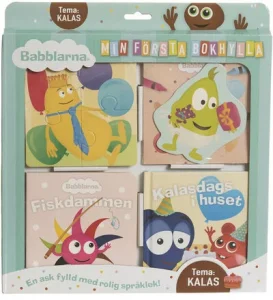 Tema:
KALAS
Babblarna.
MIN FÖRSTA BOKHYLLA
Babblarna.
Fiskdammen
Kalasdags
i huset
En ask fylld med rolig språklek!
Tema:
KALAS